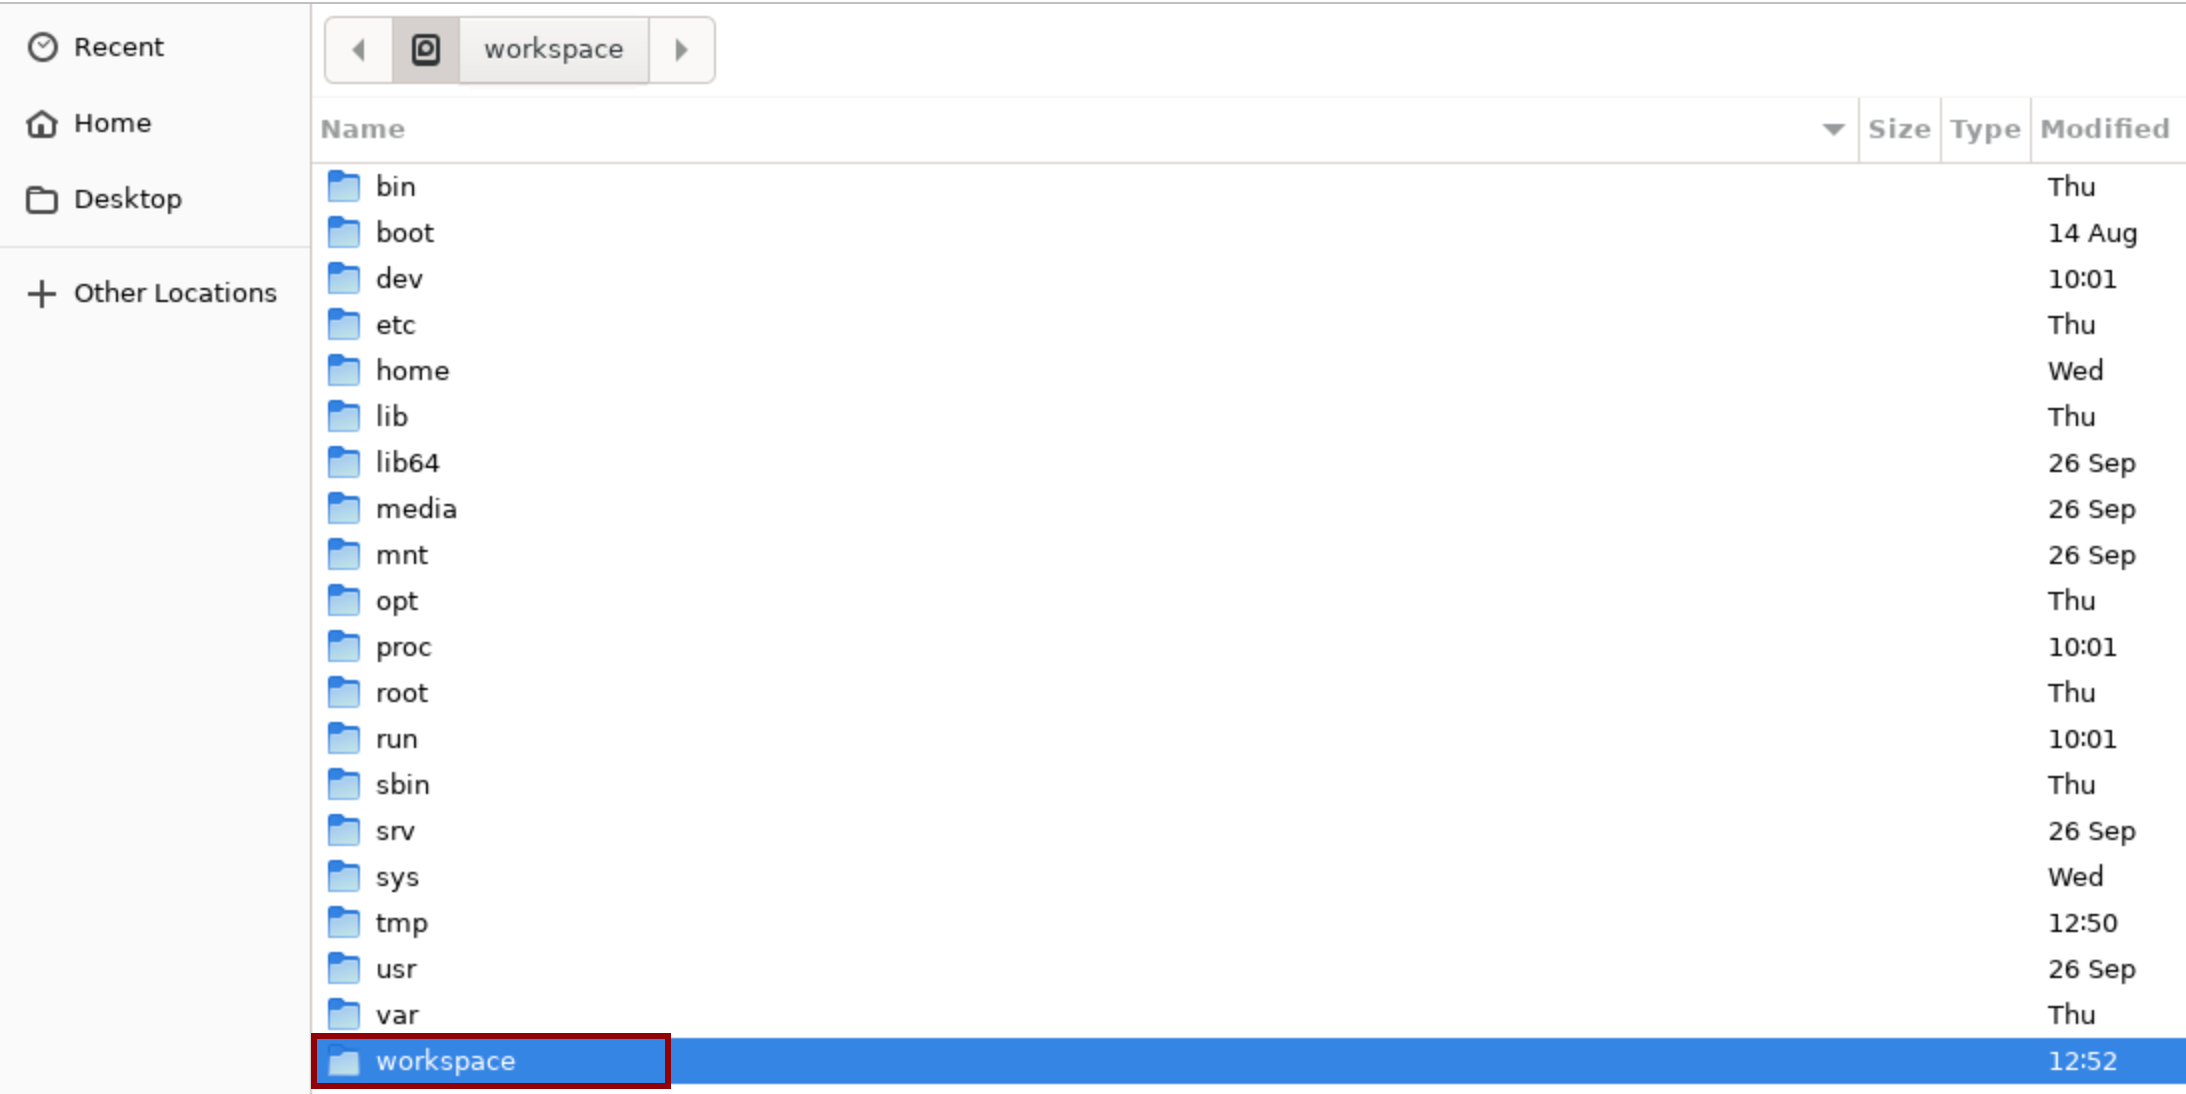 Recent
Home
Desktop
Other Locations
workspace
Name Size Type Modified
bin Thu
boot 14 Aug
dev 10:01
etc Thu
home Wed
lib Thu
lib64 26 Sep
media 26 Sep
mnt 26 Sep
opt Thu
proc 10:01
root Thu
run 10:01
sbin Thu
srv 26 Sep
sys Wed
tmp 12:50
usr 26 Sep
var Thu
workspace 12:52